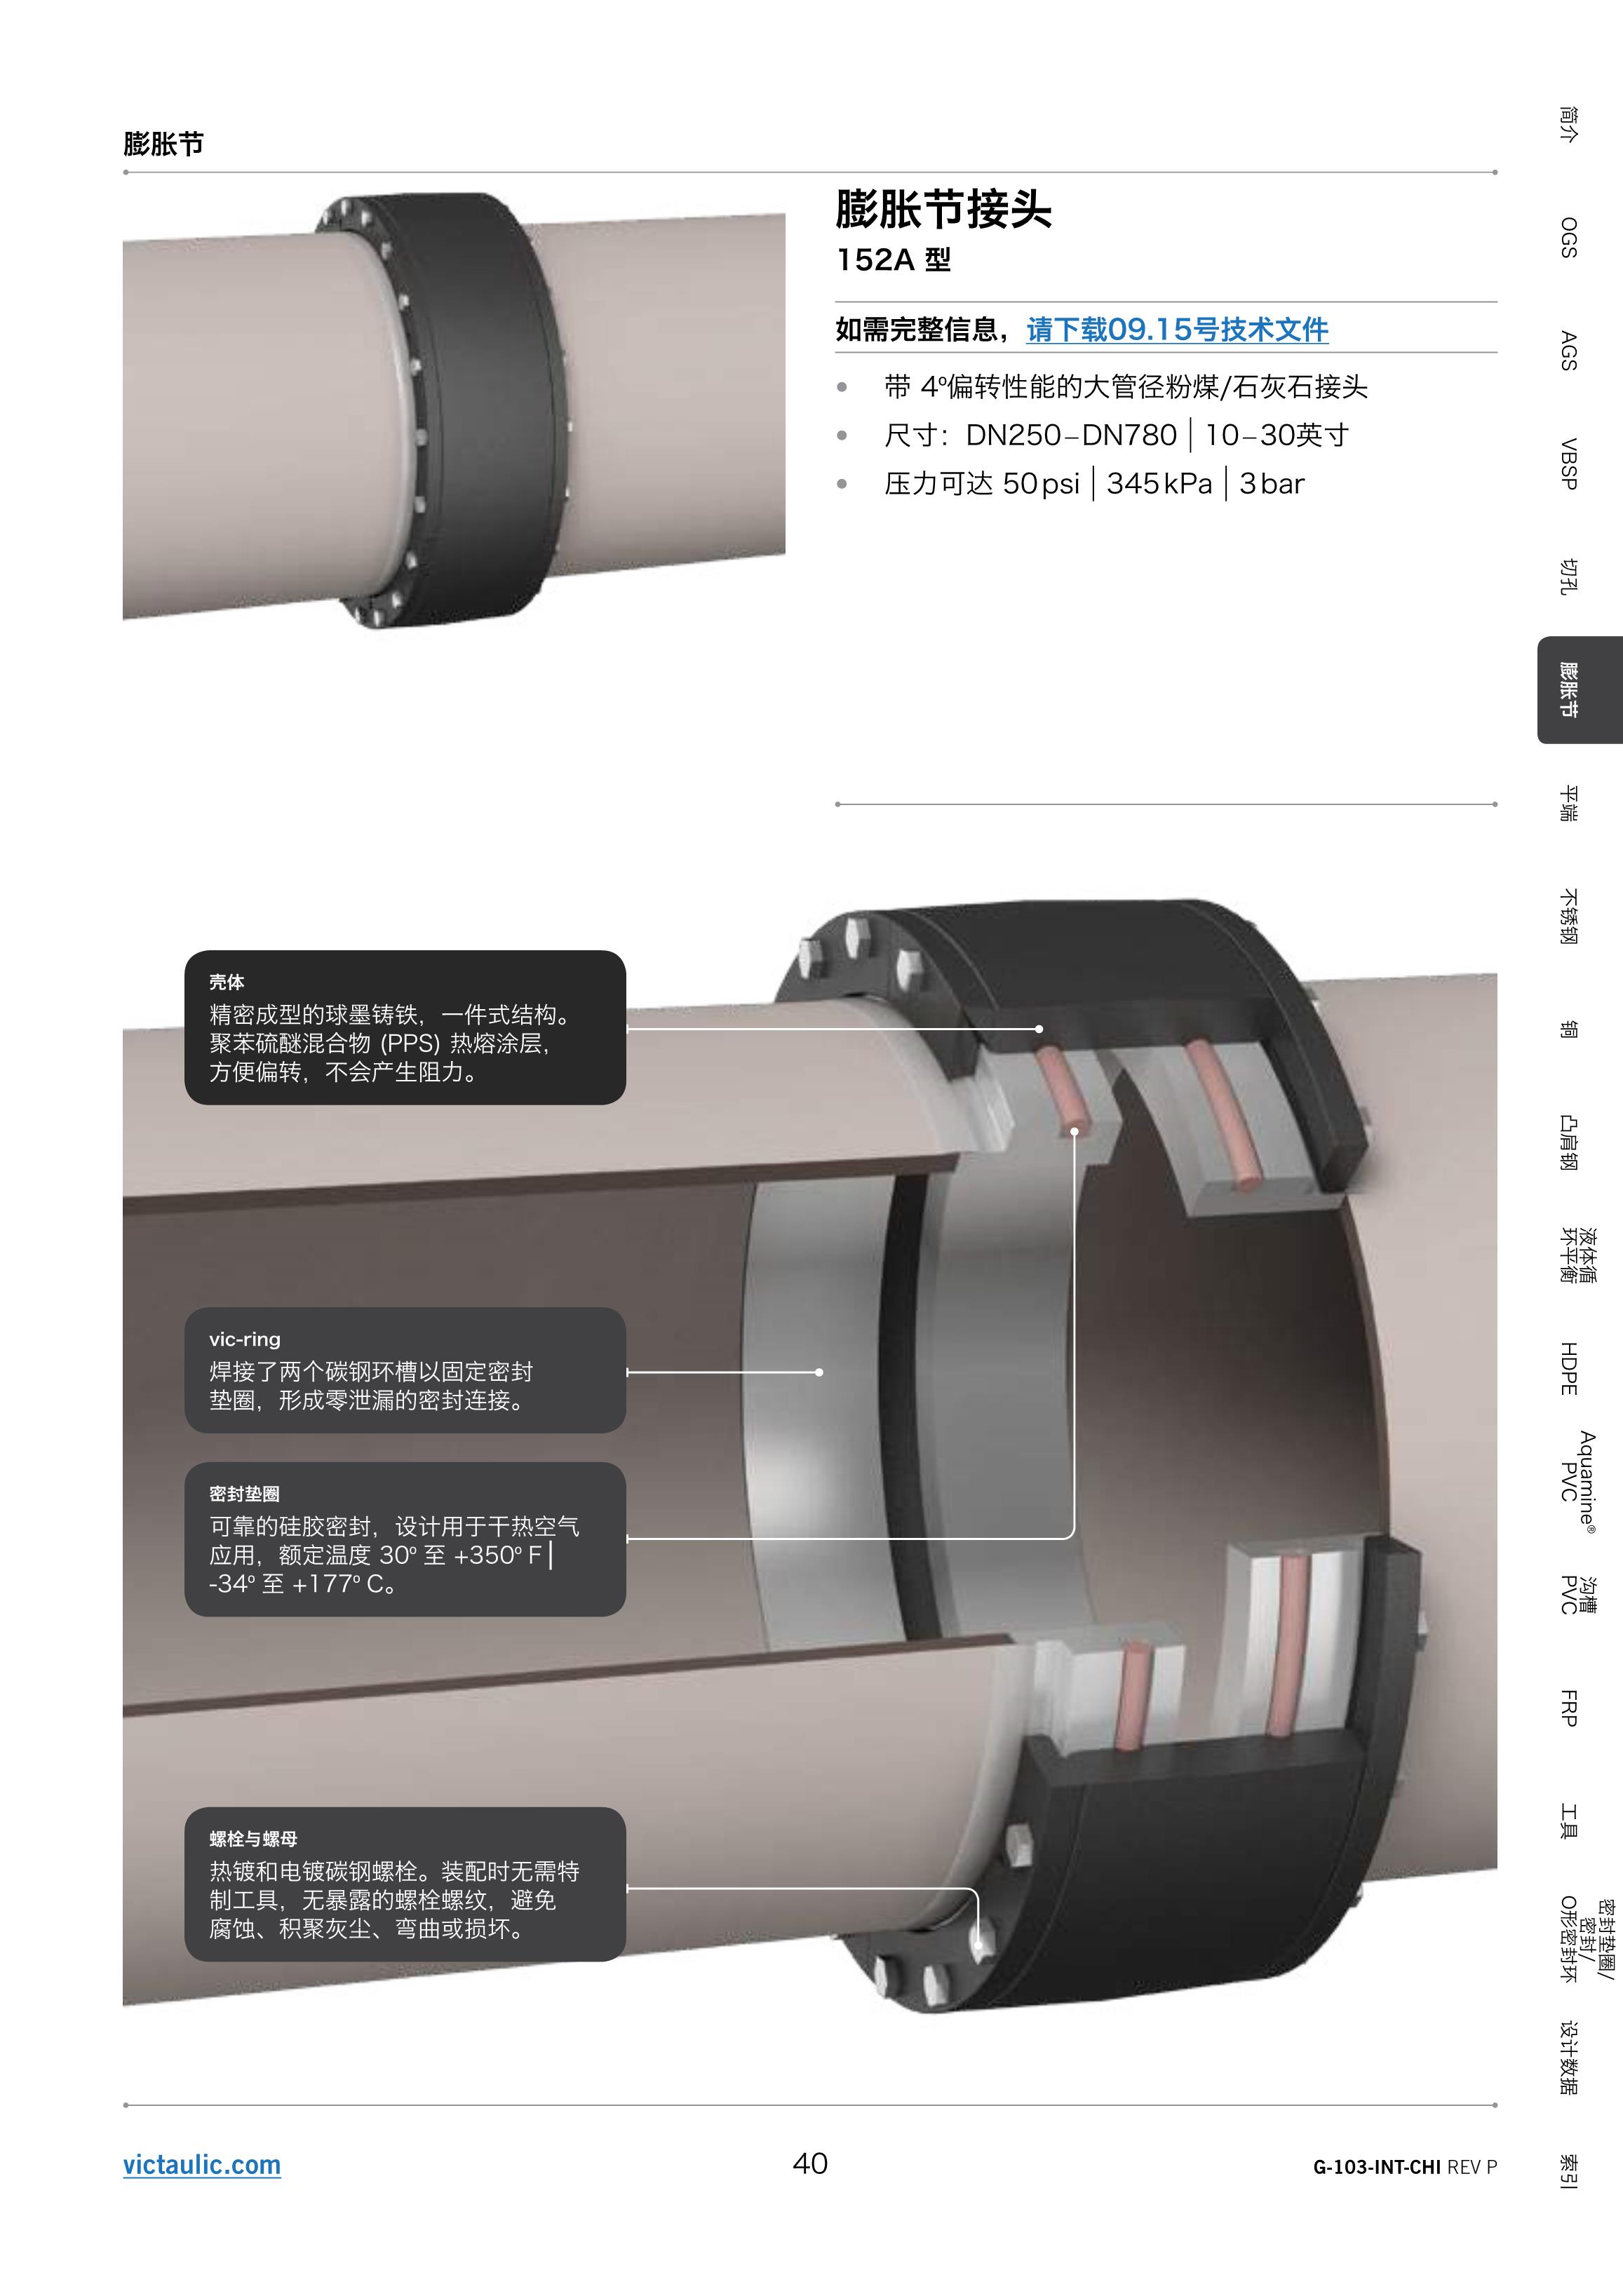 膨胀节
膨胀节接头
152A 型
如需完整信息，请下载09.15号技术文件
• 带 4º偏转性能的大管径粉煤/石灰石接头
• 尺寸：DN250–DN780 | 10–30英寸
• 压力可达 50psi | 345kPa | 3bar
壳体
精密成型的球墨铸铁，一件式结构。
聚苯硫醚混合物 (PPS) 热熔涂层，
方便偏转，不会产生阻力。
vic-ring
焊接了两个碳钢环槽以固定密封
垫圈，形成零泄漏的密封连接。
密封垫圈
可靠的硅胶密封，设计用于干热空气
应用，额定温度 30º 至 +350º F |
-34º 至 +177º C。
螺栓与螺母
热镀和电镀碳钢螺栓。装配时无需特
制工具，无暴露的螺栓螺纹，避免
腐蚀、积聚灰尘、弯曲或损坏。
victaulic.com
40
G-103-INT-CHI REV P
简介
OGS
AGS
VBSP
切孔
膨胀节
平端
不锈钢
铜
凸肩钢
液体循
环平衡
HDPE
Aquamine®
PVC
沟槽
PVC
FRP
工具
密封垫圈/
密封/
O形密封环
设计数据
索引